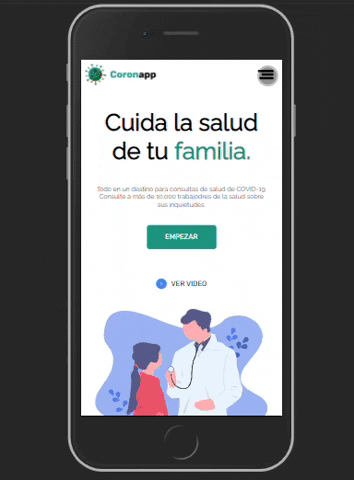 Coronapp
Cuida la salud
de tu familia.
Todo en un destino para consultas de salud de COVID-19.
Consulte a más de 10.000 trabajadores de la salud sobre
sus inquietudes.
EMPEZAR
VER VIDEO